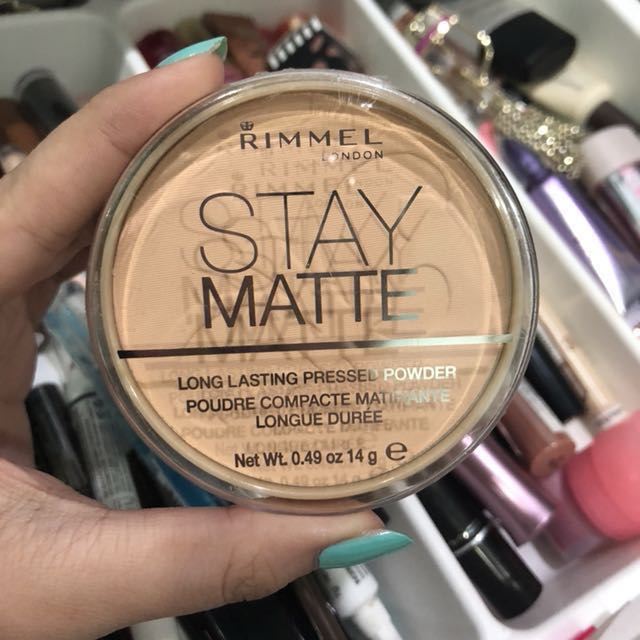 RIMMEL
LONDON
STAY
MATTE
LONG LASTING PRESSED POWDER
POUDRE COMPACTE MATIFIANTE
LONGUE DURÉE
Net Wt. 0.49 oz 14 g ℮